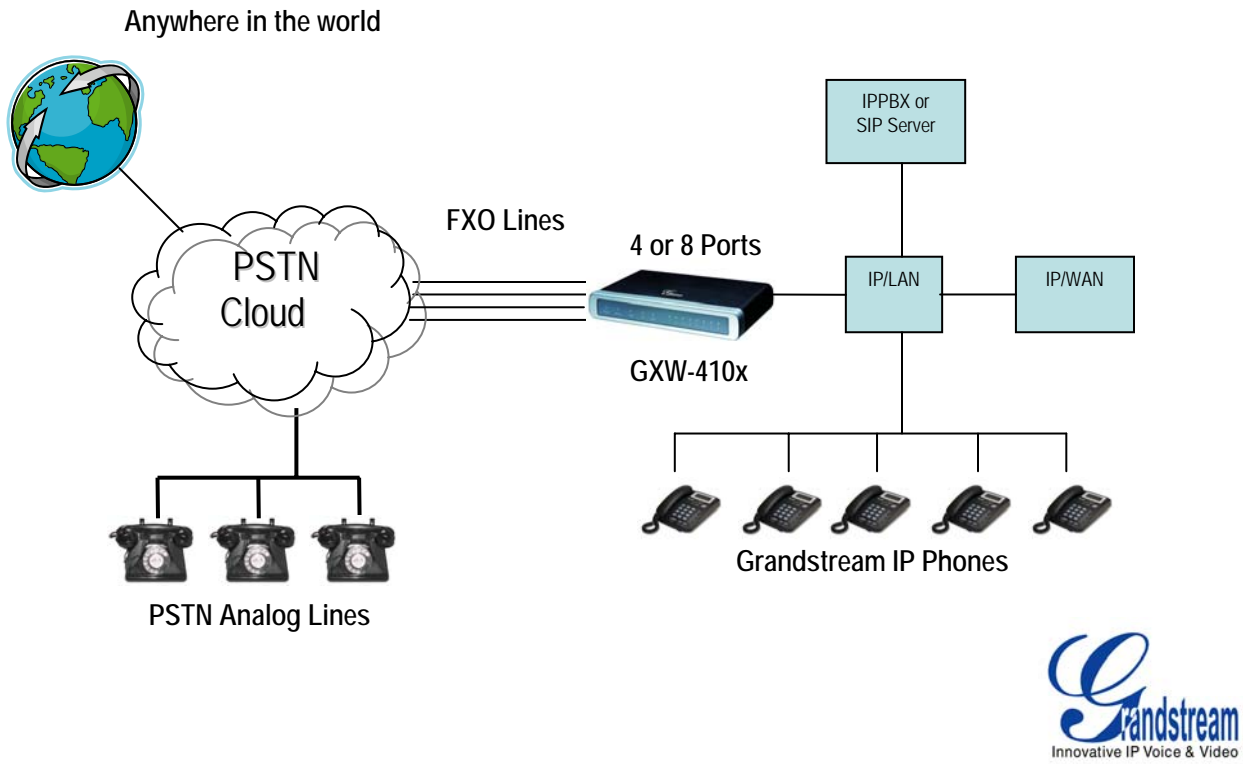 Anywhere in the world
IPPBX or
SIP Server
FXO Lines
4 or 8 Ports
PSTN
Cloud
IP/LAN
IP/WAN
GXW-410x
Grandstream IP Phones
PSTN Analog Lines
Grandstream
Innovative IP Voice & Video